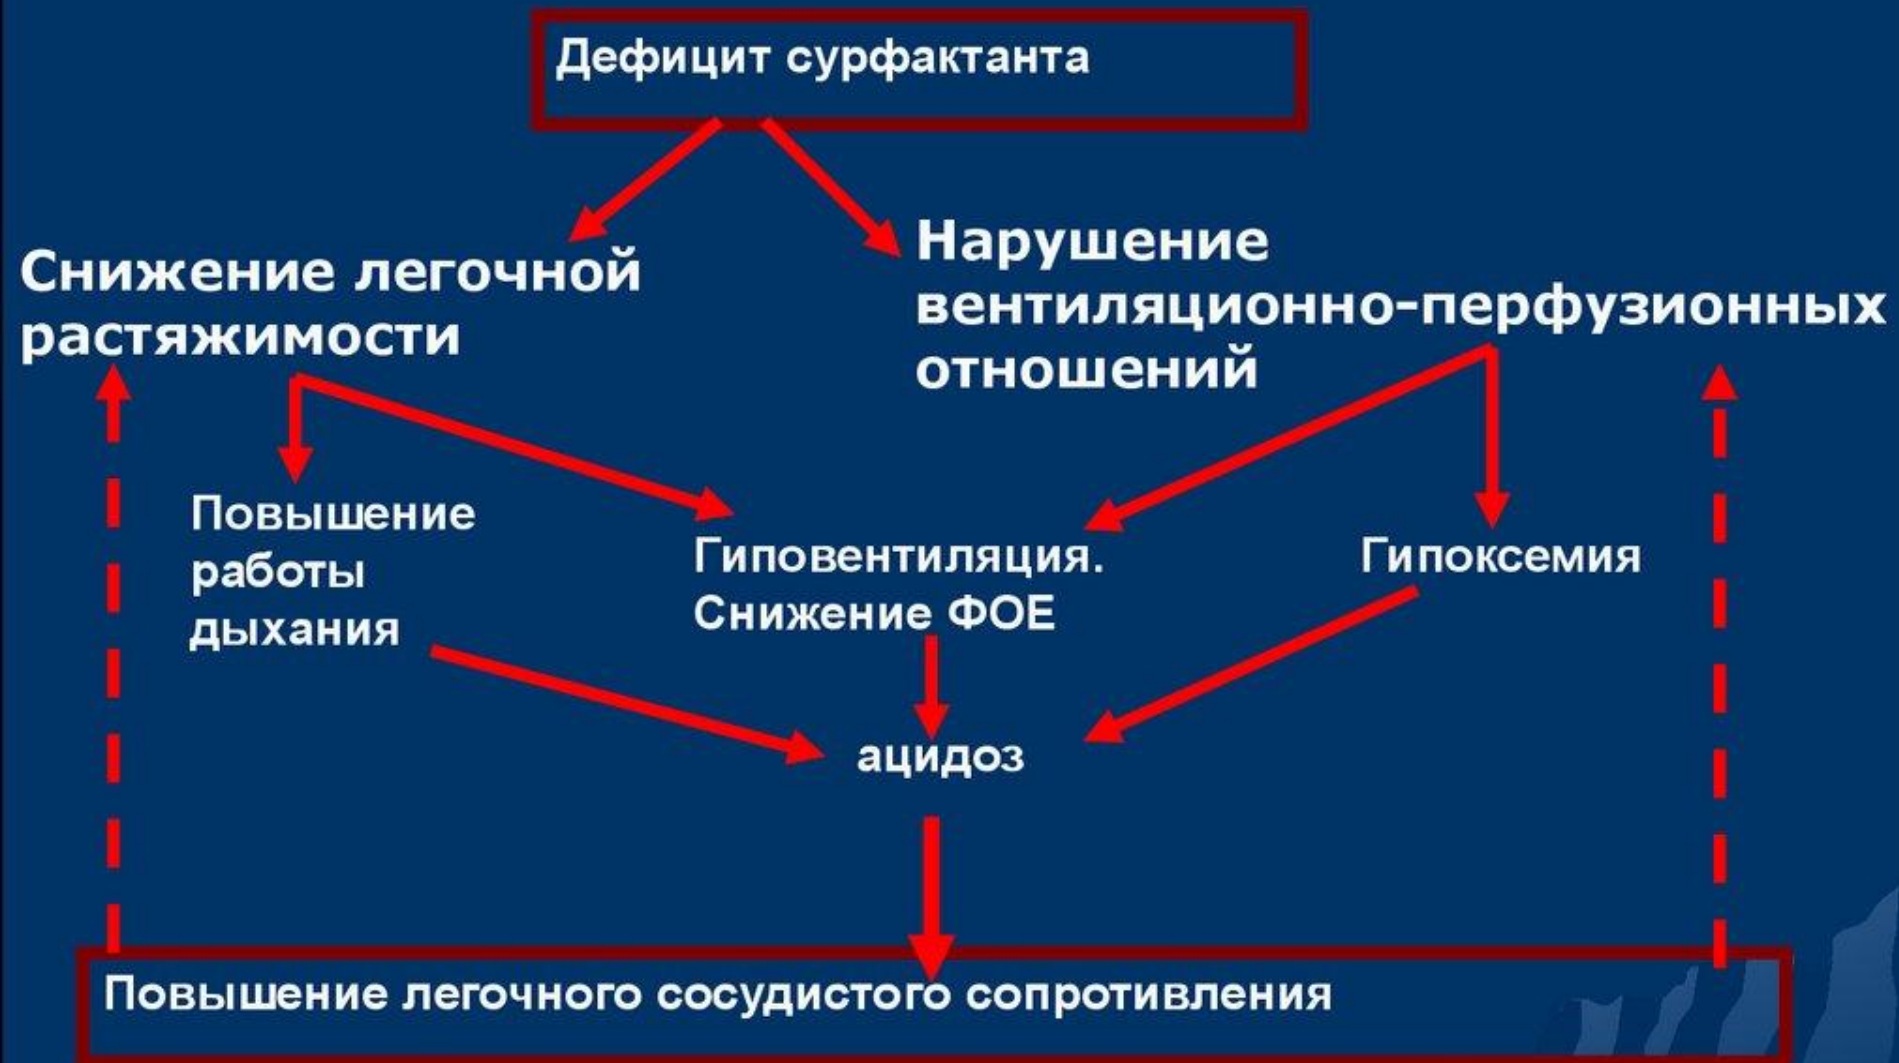 Дефицит сурфактанта
Снижение легочной
растяжимости
Нарушение
вентиляционно-перфузионных
отношений
Повышение
работы
дыхания
Гиповентиляция.
Снижение ФОЕ
Гипоксемия
ацидоз
Повышение легочного сосудистого сопротивления